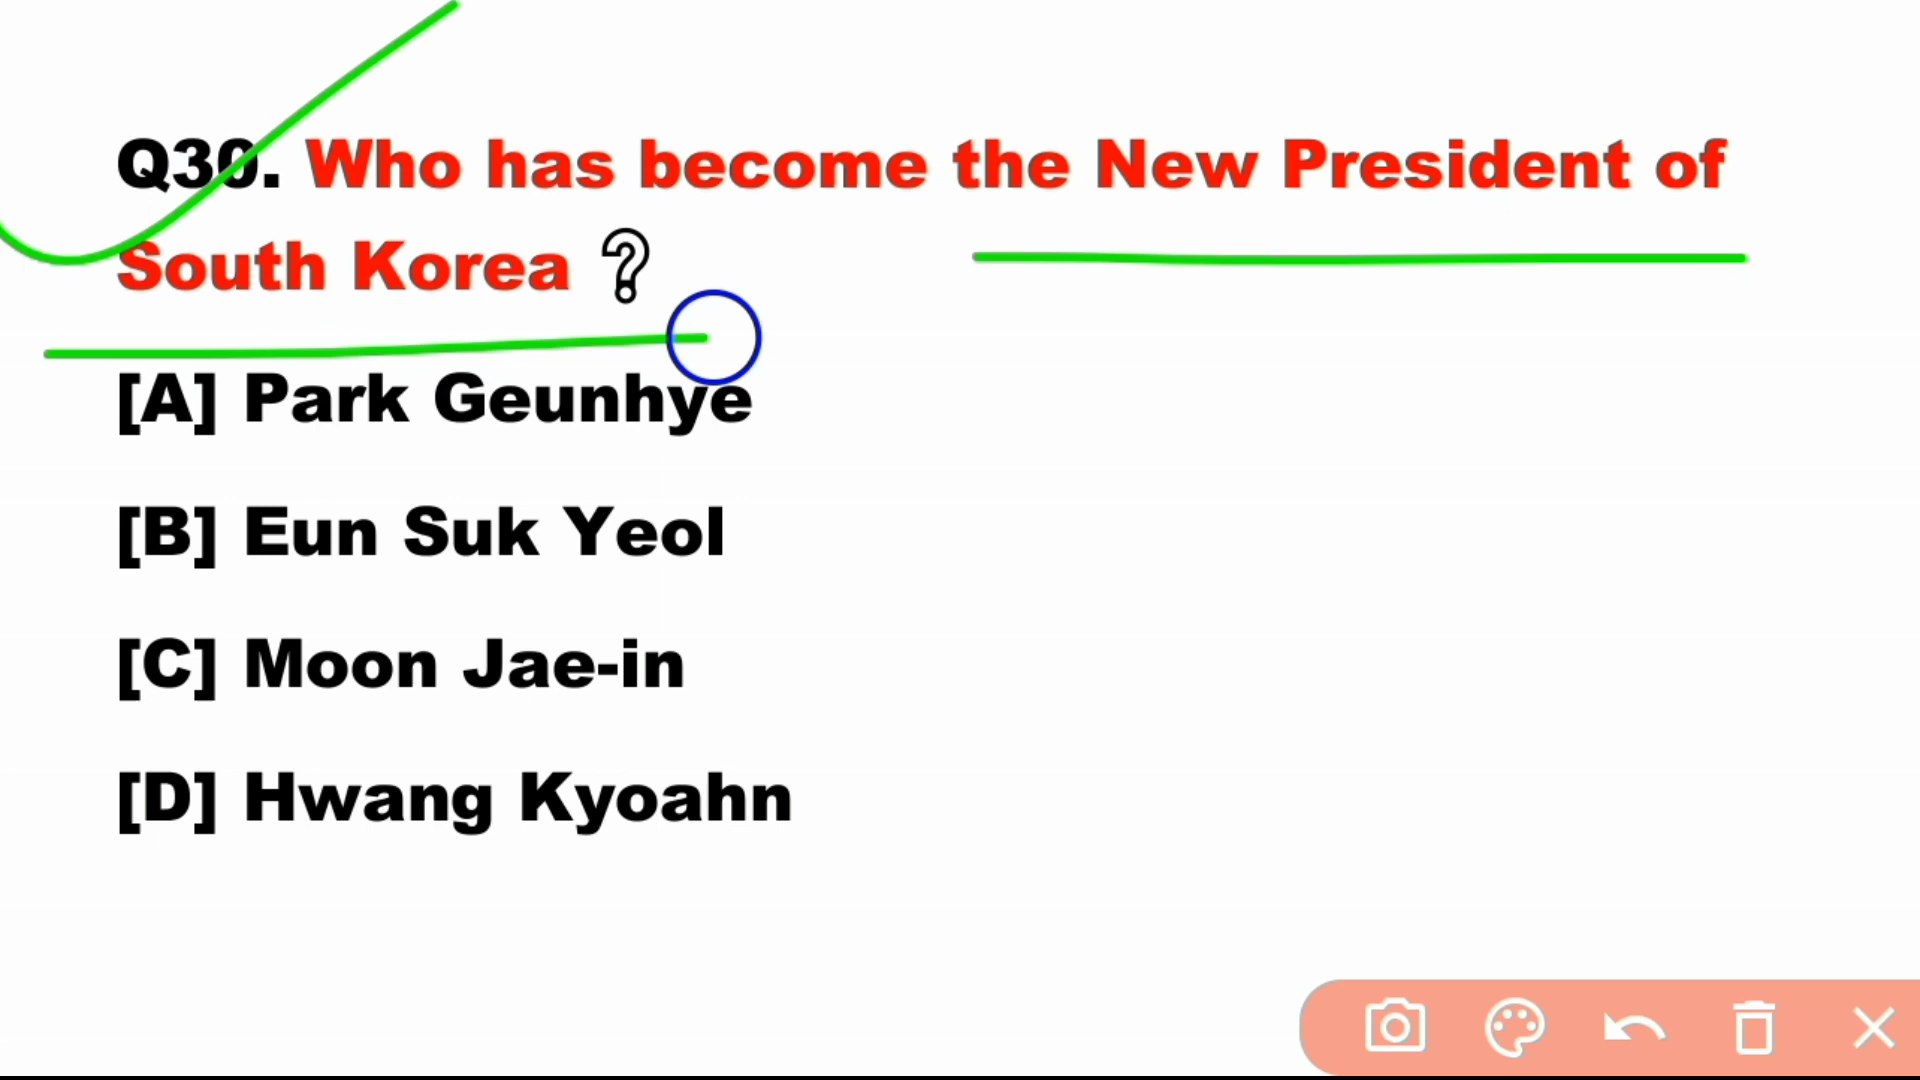 Q30. Who has become the New President of
South Korea ?
[A] Park Geunhye
[B] Eun Suk Yeol
[C] Moon Jae-in
[D] Hwang Kyoahn